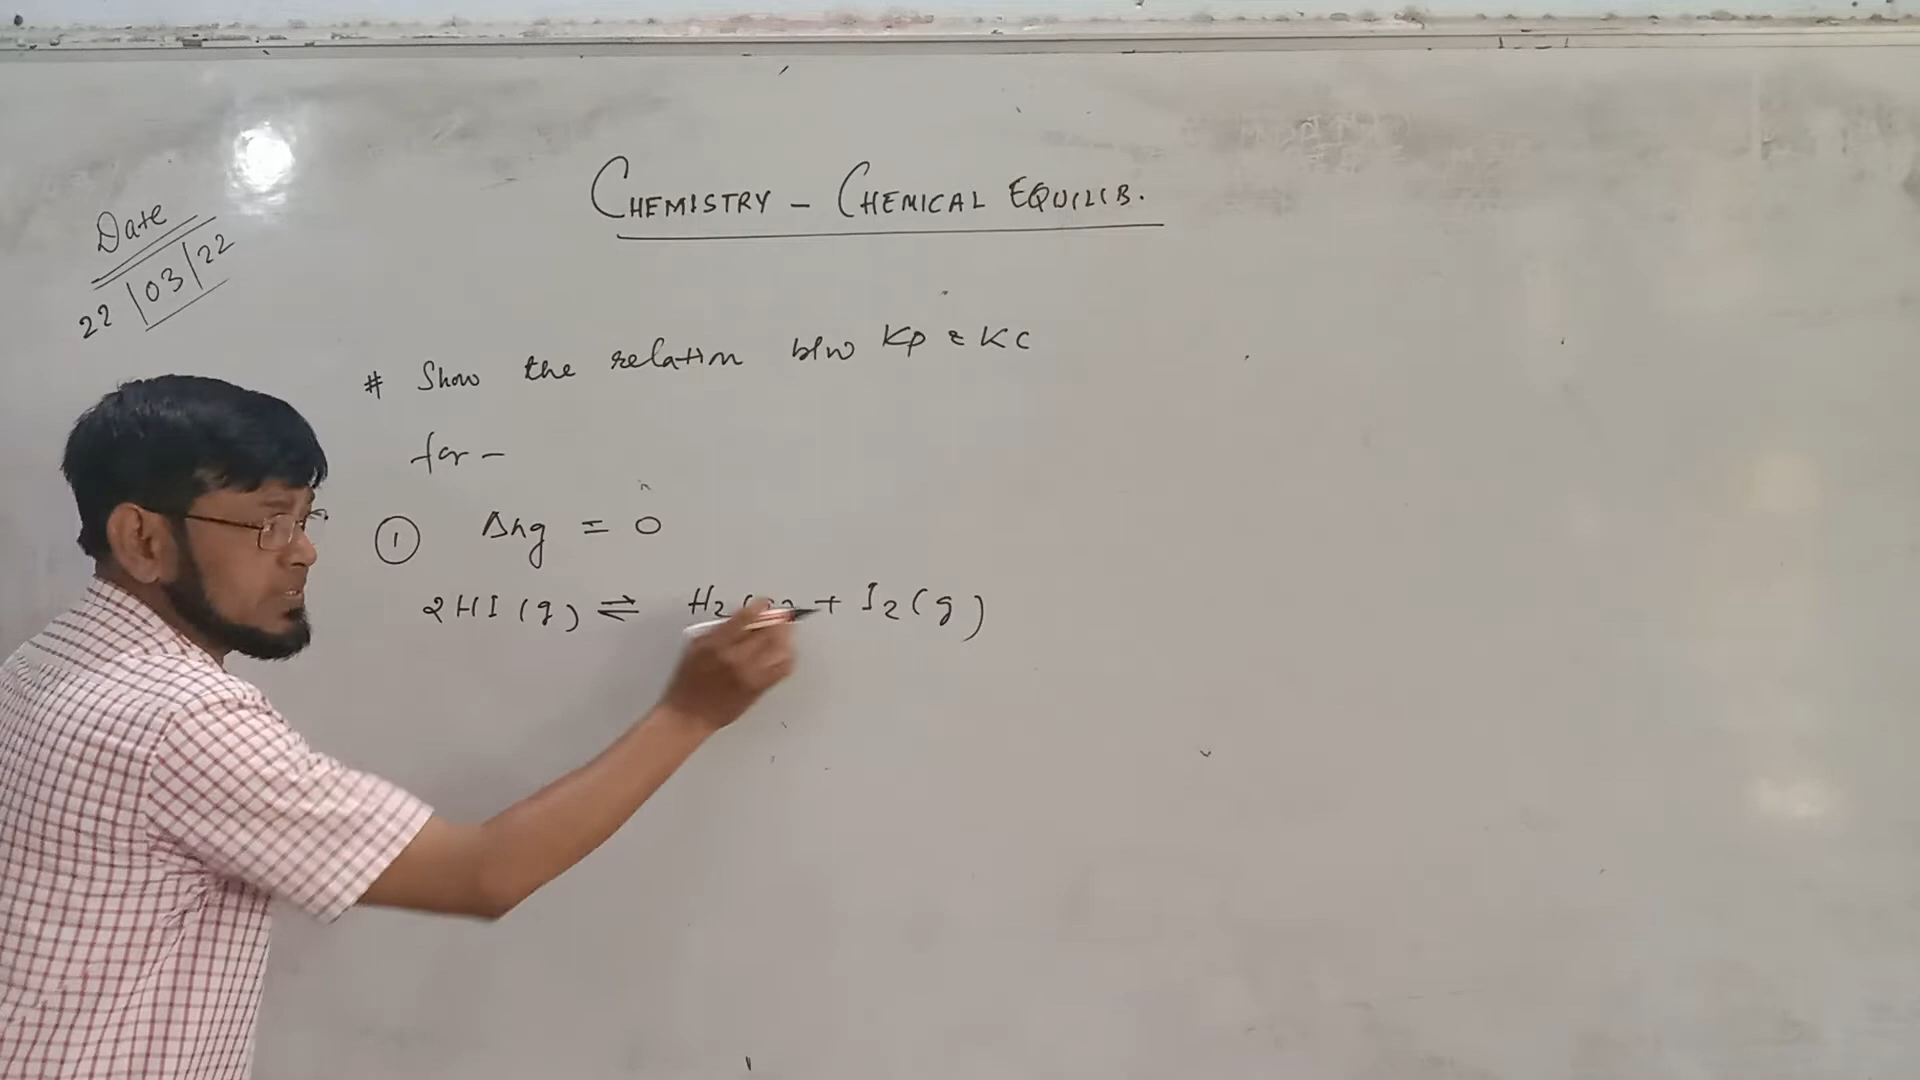 CHEMISTRY - CHEMICAL EQUILIB.
Date
22/03/22
# Show the relation b/w Kp & Kc
for -
① Δng = 0
2HI (g) ⇌ H2 + I2 (g)